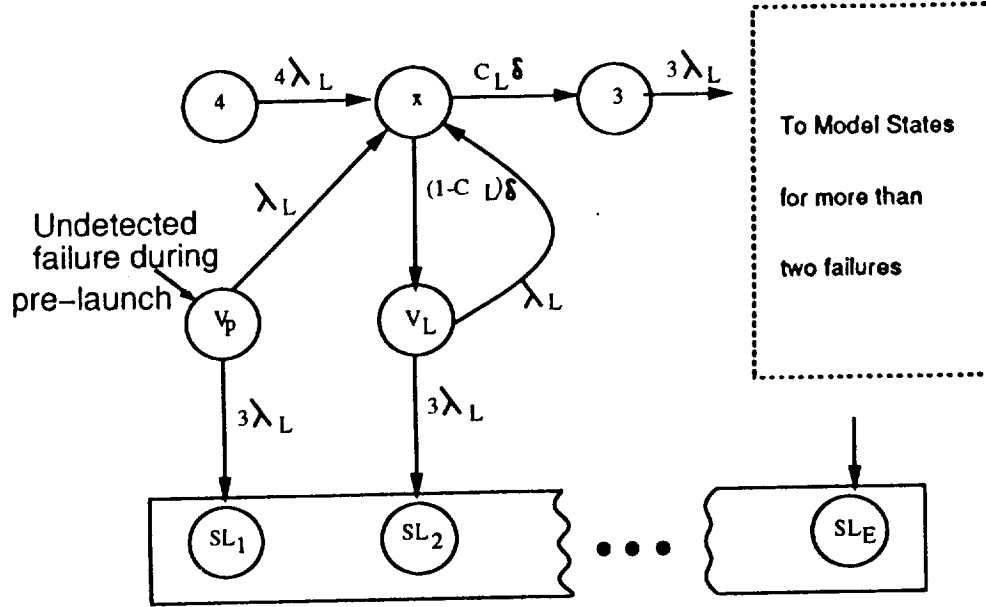 4
4λL
x
CLδ
3
3λL
To Model States
for more than
two failures
λL
(1-CL)δ
Undetected
failure during
pre-launch
Vp
VL
λL
3λL
3λL
SL1
SL2
• • •
SLE